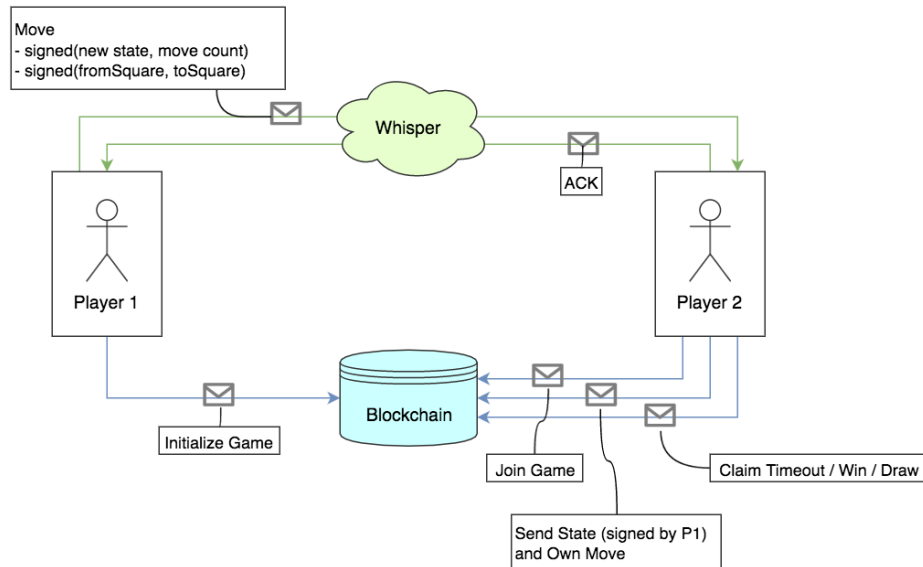 Move
- signed(new state, move count)
- signed(fromSquare, toSquare)
Whisper
ACK
Player 1
Player 2
Blockchain
Initialize Game
Join Game
Claim Timeout / Win / Draw
Send State (signed by P1)
and Own Move